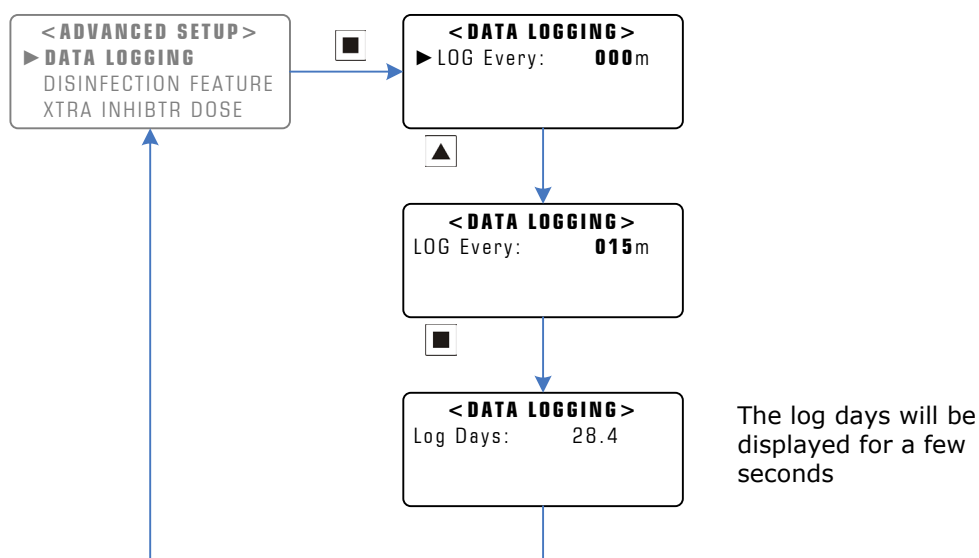 <ADVANCED SETUP>
►DATA LOGGING
DISINFECTION FEATURE
XTRA INHIBTR DOSE
<DATA LOGGING>
►LOG Every: 000m
<DATA LOGGING>
LOG Every: 015m
<DATA LOGGING>
Log Days: 28.4
The log days will be
displayed for a few
seconds